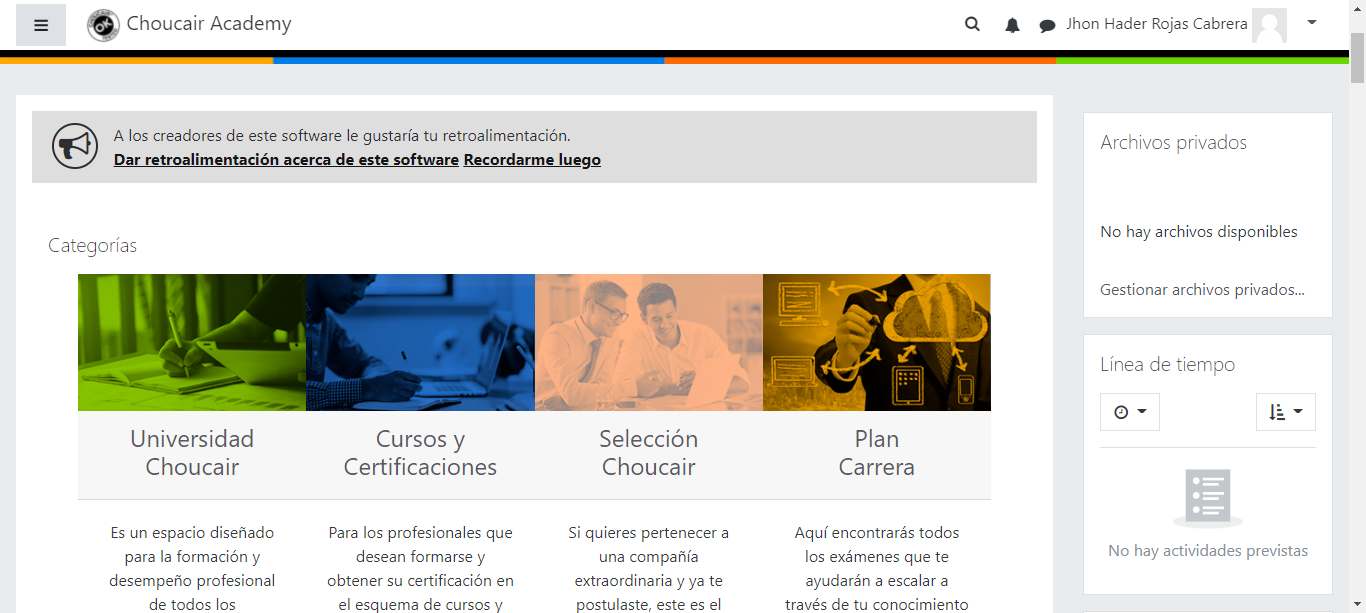 Choucair Academy
Jhon Hader Rojas Cabrera
A los creadores de este software le gustaría tu retroalimentación.
Dar retroalimentación acerca de este software Recordarme luego
Categorías
Universidad
Choucair
Es un espacio diseñado
para la formación y
desempeño profesional
de todos los
Cursos y
Certificaciones
Para los profesionales que
desean formarse y
obtener su certificación en
el esquema de cursos y
Selección
Choucair
Si quieres pertenecer a
una compañía
extraordinaria y ya te
postulaste, este es el
Plan
Carrera
Aquí encontrarás todos
los exámenes que te
ayudarán a escalar a
través de tu conocimiento
Archivos privados
No hay archivos disponibles
Gestionar archivos privados...
Línea de tiempo
No hay actividades previstas